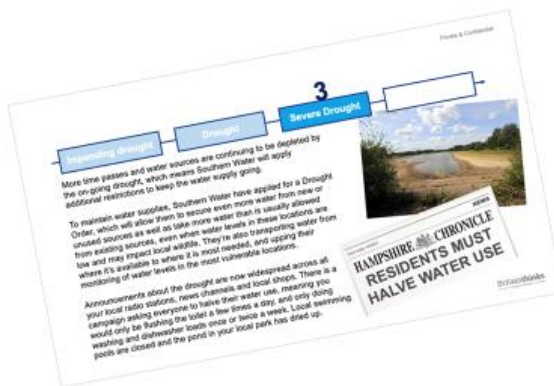 Private & Confidential
3
Impending drought
Drought
Severe Drought
More time passes and water sources are continuing to be depleted by
the on-going drought, which means Southern Water will apply
additional restrictions to keep the water supply going.
To maintain water supplies, Southern Water have applied for a Drought
Order, which will allow them to secure even more water from new or
unused sources as well as take more water than is usually allowed
from existing sources, even when water levels in these locations are
low and may impact local wildlife. They're also transporting water from
where it's available to where it is most needed, and upping their
monitoring of water levels in the most vulnerable locations.
Announcements about the drought are now widespread across all
your local radio stations, news channels and local shops. There is a
campaign asking everyone to halve their water use, meaning you
would only be flushing the toilet a few times a day, and only doing
washing and dishwasher loads once or twice a week. Local swimming
pools are closed and the pond in your local park has dried up.
NEWS
HAMPSHIRE CHRONICLE
RESIDENTS MUST
HALVE WATER USE
Britainthinks